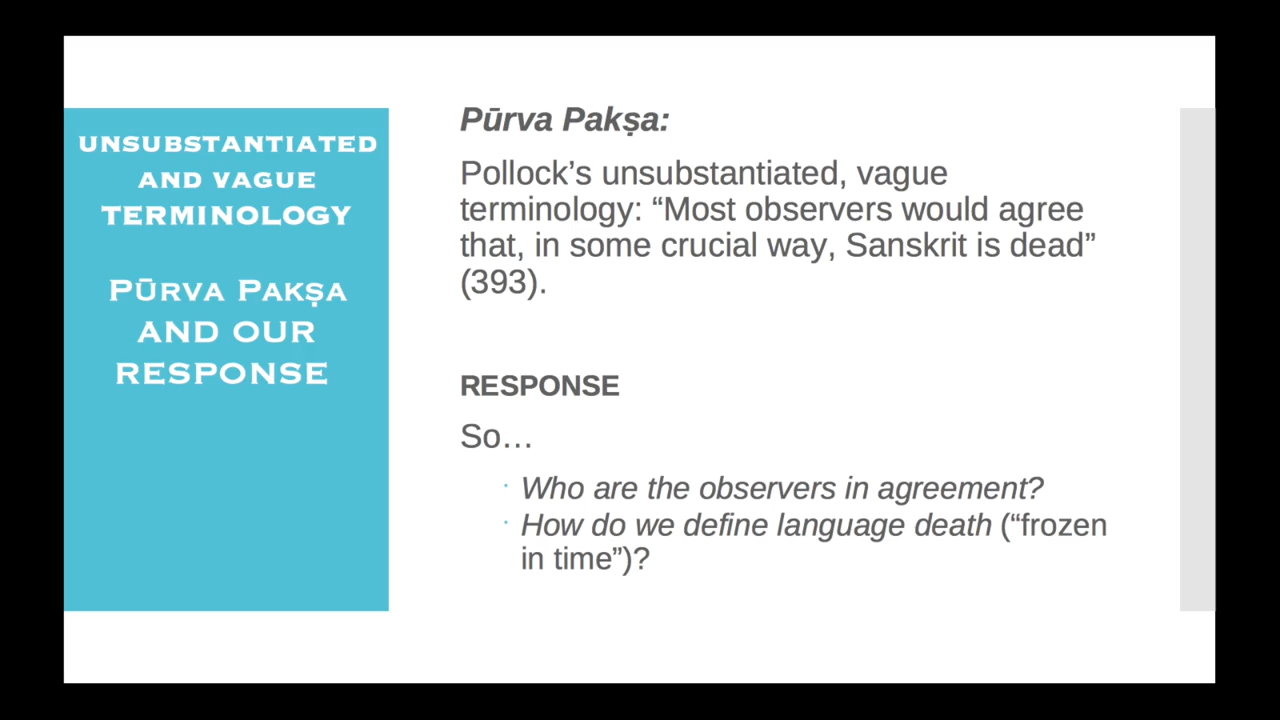 UNSUBSTANTIATED
AND VAGUE
TERMINOLOGY
PŪRVA PAKṢA
AND OUR
RESPONSE
Pūrva Pakṣa:
Pollock’s unsubstantiated, vague
terminology: “Most observers would agree
that, in some crucial way, Sanskrit is dead”
(393).
RESPONSE
So…
· Who are the observers in agreement?
· How do we define language death (“frozen
in time”)?